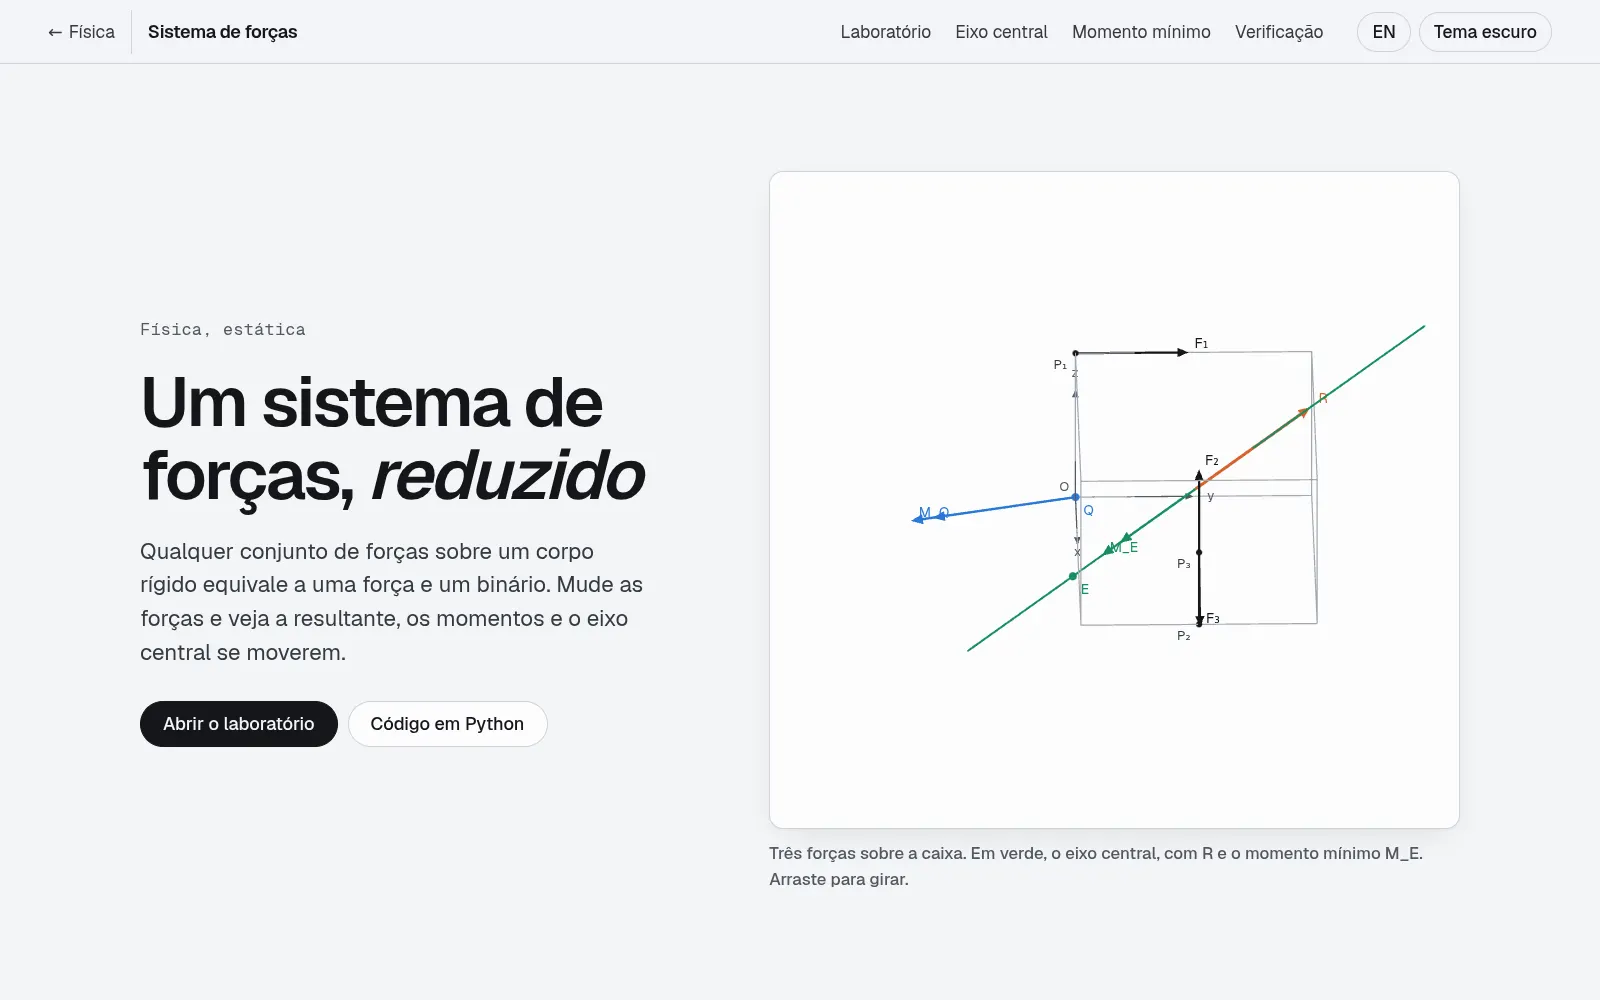 ← Física
Sistema de forças
Laboratório
Eixo central
Momento mínimo
Verificação
EN
Tema escuro
Física, estática
Um sistema de
forças, reduzido
Qualquer conjunto de forças sobre um corpo
rígido equivale a uma força e um binário. Mude as
forças e veja a resultante, os momentos e o eixo
central se moverem.
Abrir o laboratório
Código em Python
F₁
P₁
z
R
F₂
O
y
M_Q
Q
x
M_E
P₃
E
F₃
P₂
Três forças sobre a caixa. Em verde, o eixo central, com R e o momento mínimo M_E.
Arraste para girar.